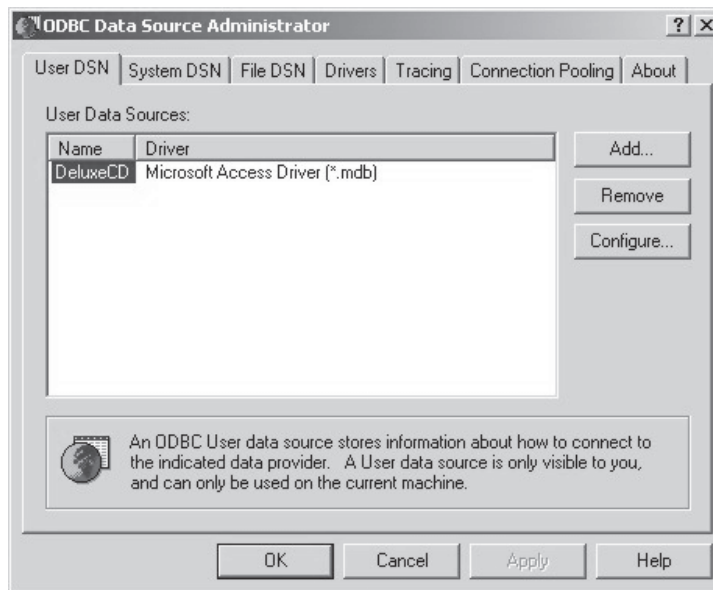 ODBC Data Source Administrator
? X
User DSN System DSN File DSN Drivers Tracing Connection Pooling About
User Data Sources:
Name Driver
DeluxeCD Microsoft Access Driver (*.mdb)
Add...
Remove
Configure...
An ODBC User data source stores information about how to connect to
the indicated data provider. A User data source is only visible to you,
and can only be used on the current machine.
OK Cancel Apply Help